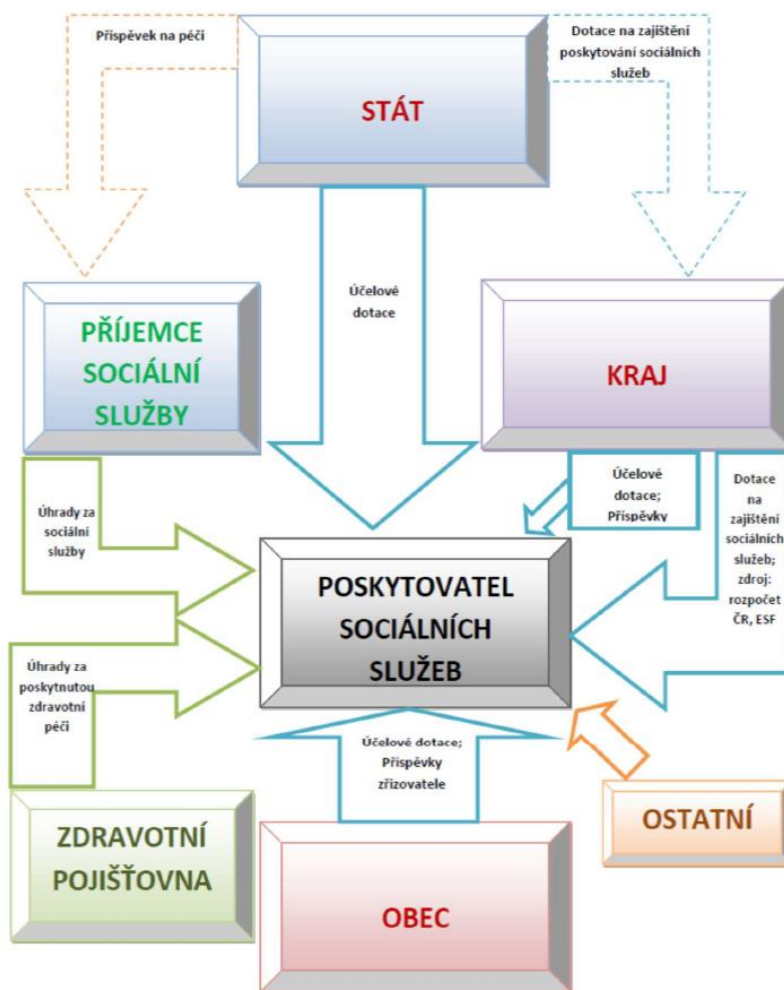 Příspěvek na péči
Dotace na zajištění
poskytování sociálních
služeb
STÁT
Účelové
dotace
PŘÍJEMCE
SOCIÁLNÍ
SLUŽBY
KRAJ
Úhrady za
sociální
služby
Účelové
dotace;
Příspěvky
Dotace
na
zajištění
sociálních
služeb;
zdroj:
rozpočet
ČR, ESF
POSKYTOVATEL
SOCIÁLNÍCH
SLUŽEB
Úhrady za
poskytnutou
zdravotní
péči
Účelové dotace;
Příspěvky
zřizovatele
ZDRAVOTNÍ
POJIŠŤOVNA
OBEC
OSTATNÍ